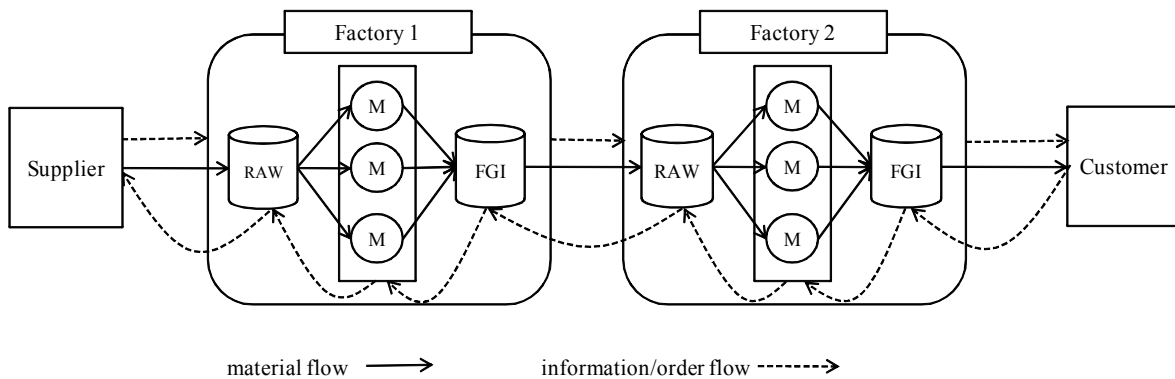 Factory 1
Factory 2
Supplier
RAW
M
M
M
FGI
RAW
M
M
M
FGI
Customer
material flow
information/order flow